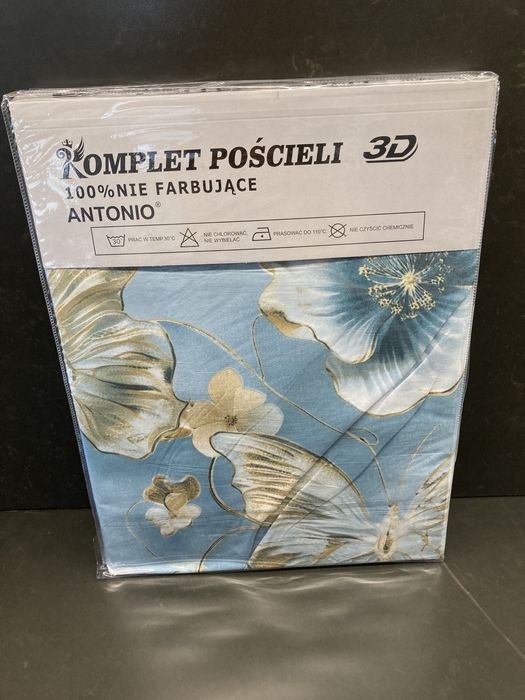 KOMPLET POŚCIELI 3D
100%NIE FARBUJĄCE
ANTONIO®
30° PRAC W TEMP 30°C NIE CHLOROWAĆ, NIE WYBIELAĆ PRASOWAĆ DO 110°C NIE CZYŚCIĆ CHEMICZNIE